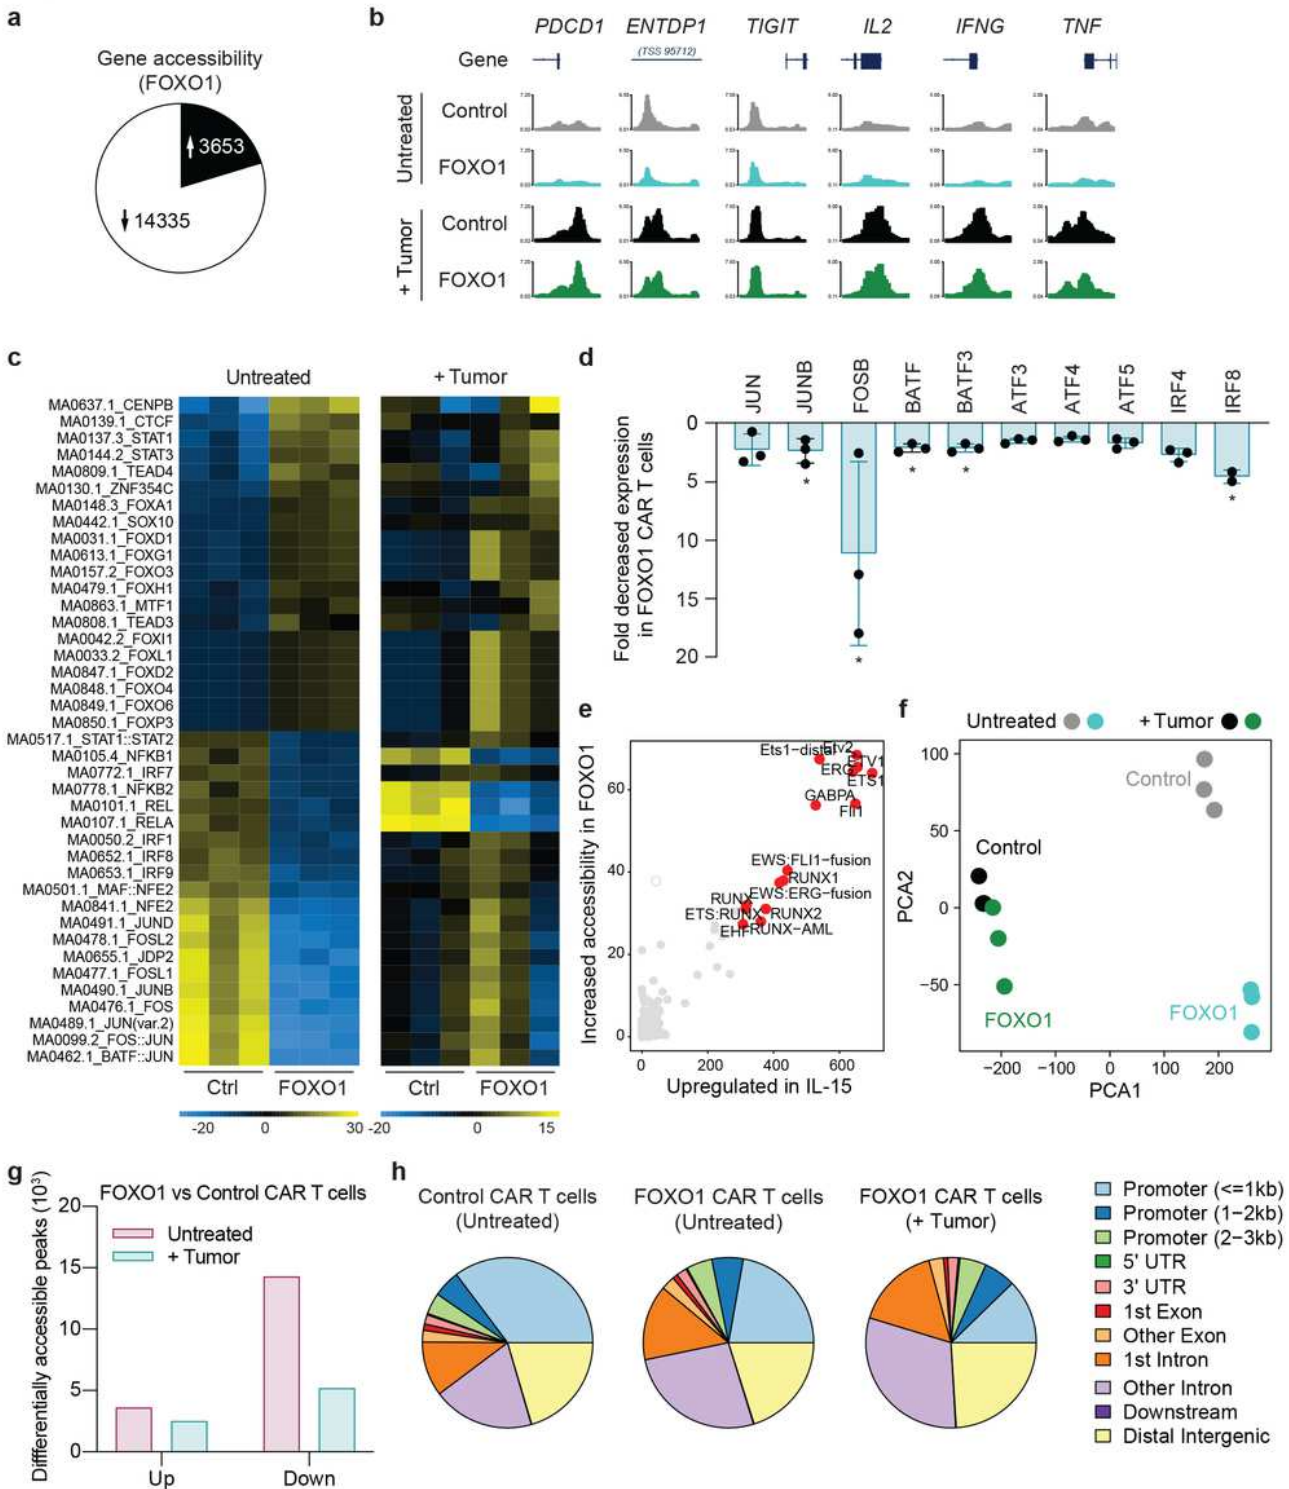 a
Gene accessibility
(FOXO1)
3653
14335
b
PDCD1 ENTDP1 TIGIT IL2 IFNG TNF
Gene
(TSS 95712)
Untreated
Control
FOXO1
+ Tumor
Control
FOXO1
c
Untreated
+ Tumor
MA0637.1_CENPB
MA0139.1_CTCF
MA0137.3_STAT1
MA0144.2_STAT3
MA0809.1_TEAD4
MA0130.1_ZNF354C
MA0148.3_FOXA1
MA0442.1_SOX10
MA0031.1_FOXD1
MA0613.1_FOXG1
MA0157.2_FOXO3
MA0479.1_FOXH1
MA0863.1_MTF1
MA0808.1_TEAD3
MA0042.2_FOXI1
MA0033.2_FOXL1
MA0847.1_FOXD2
MA0848.1_FOXO4
MA0849.1_FOXO6
MA0850.1_FOXP3
MA0517.1_STAT1::STAT2
MA0105.4_NFKB1
MA0772.1_IRF7
MA0778.1_NFKB2
MA0101.1_REL
MA0107.1_RELA
MA0050.2_IRF1
MA0652.1_IRF8
MA0653.1_IRF9
MA0501.1_MAF::NFE2
MA0841.1_NFE2
MA0491.1_JUND
MA0478.1_FOSL2
MA0655.1_JDP2
MA0477.1_FOSL1
MA0490.1_JUNB
MA0476.1_FOS
MA0489.1_JUN(var.2)
MA0099.2_FOS::JUN
MA0462.1_BATF::JUN
Ctrl FOXO1 Ctrl FOXO1
-20 0 30 -20 0 15
d
JUN JUNB FOSB BATF BATF3 ATF3 ATF4 ATF5 IRF4 IRF8
Fold decreased expression
in FOXO1 CAR T cells
0
5
10
15
20
* * * * *
e
Increased accessibility in FOXO1
60
40
20
0
Ets1-distal Etv2
ETV1
ERG
ETS1
GABPA
Fli1
EWS:FLI1-fusion
RUNX1
EWS:ERG-fusion
RUNX
ETS:RUNX RUNX2
EHF RUNX-AML
0 200 400 600
Upregulated in IL-15
f
Untreated + Tumor
PCA2
100
50
0
−50
Control
Control
FOXO1
FOXO1
−200 −100 0 100 200
PCA1
g
Differentially accessible peaks (10³)
FOXO1 vs Control CAR T cells
Untreated
+ Tumor
20
15
10
5
0
Up Down
h
Control CAR T cells
(Untreated)
FOXO1 CAR T cells
(Untreated)
FOXO1 CAR T cells
(+ Tumor)
Promoter (<=1kb)
Promoter (1−2kb)
Promoter (2−3kb)
5' UTR
3' UTR
1st Exon
Other Exon
1st Intron
Other Intron
Downstream
Distal Intergenic